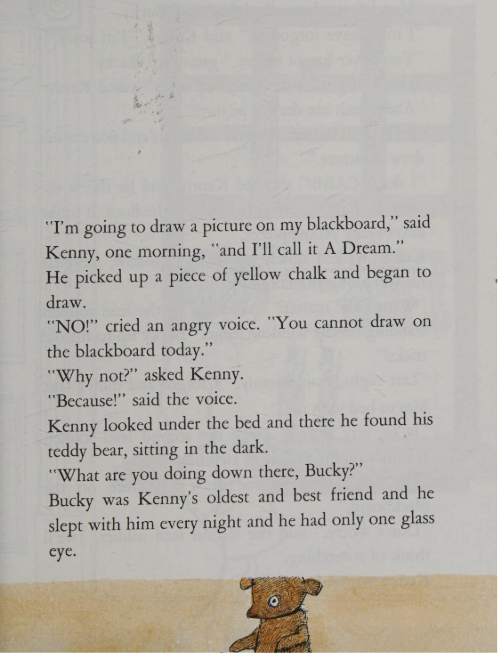 "I'm going to draw a picture on my blackboard," said
Kenny, one morning, "and I'll call it A Dream."
He picked up a piece of yellow chalk and began to
draw.
"NO!" cried an angry voice. "You cannot draw on
the blackboard today."
"Why not?" asked Kenny.
"Because!" said the voice.
Kenny looked under the bed and there he found his
teddy bear, sitting in the dark.
"What are you doing down there, Bucky?"
Bucky was Kenny's oldest and best friend and he
slept with him every night and he had only one glass
eye.